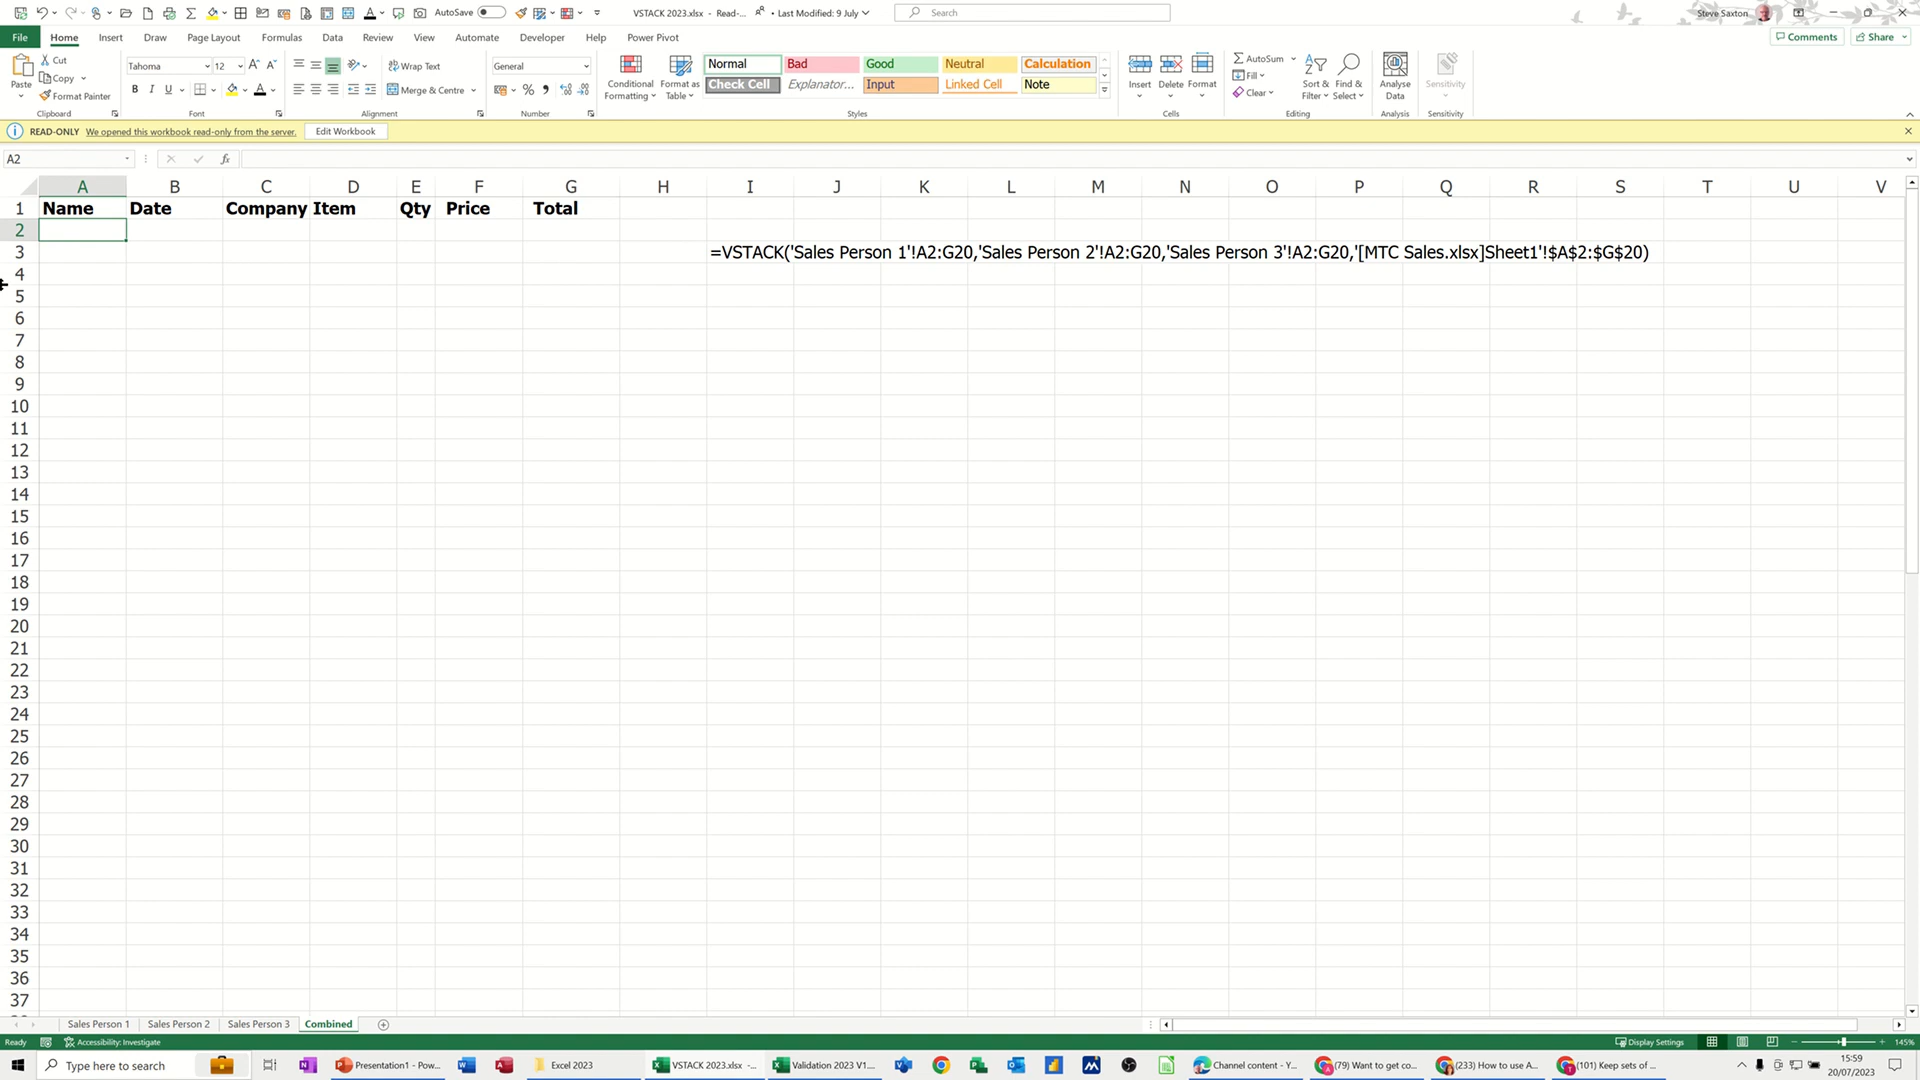 AutoSave
VSTACK 2023.xlsx - Read-... • Last Modified: 9 July
Search
Steve Saxton
File Home Insert Draw Page Layout Formulas Data Review View Automate Developer Help Power Pivot
Comments Share
Paste Cut Copy Format Painter Clipboard
Tahoma 12 B I U Font
Wrap Text Merge & Centre Alignment
General % Number
Conditional Formatting Format as Table
Normal Bad Good Neutral Calculation
Check Cell Explanator... Input Linked Cell Note
Styles
Insert Delete Format Cells
AutoSum Fill Clear Sort & Filter Find & Select Editing
Analyse Data Analysis
Sensitivity Sensitivity
READ-ONLY We opened this workbook read-only from the server. Edit Workbook
A2 fx
A B C D E F G H I J K L M N O P Q R S T U V
1 Name Date Company Item Qty Price Total
2
3 =VSTACK('Sales Person 1'!A2:G20,'Sales Person 2'!A2:G20,'Sales Person 3'!A2:G20,'[MTC Sales.xlsx]Sheet1'!$A$2:$G$20)
4
5
6
7
8
9
10
11
12
13
14
15
16
17
18
19
20
21
22
23
24
25
26
27
28
29
30
31
32
33
34
35
36
37
Sales Person 1 Sales Person 2 Sales Person 3 Combined
Ready Accessibility: Investigate Display Settings 145%
Type here to search Presentation1 - Pow... Excel 2023 VSTACK 2023.xlsx -... Validation 2023 V1... Channel content - Y... (79) Want to get co... (233) How to use A... (101) Keep sets of ... 15:59
20/07/2023